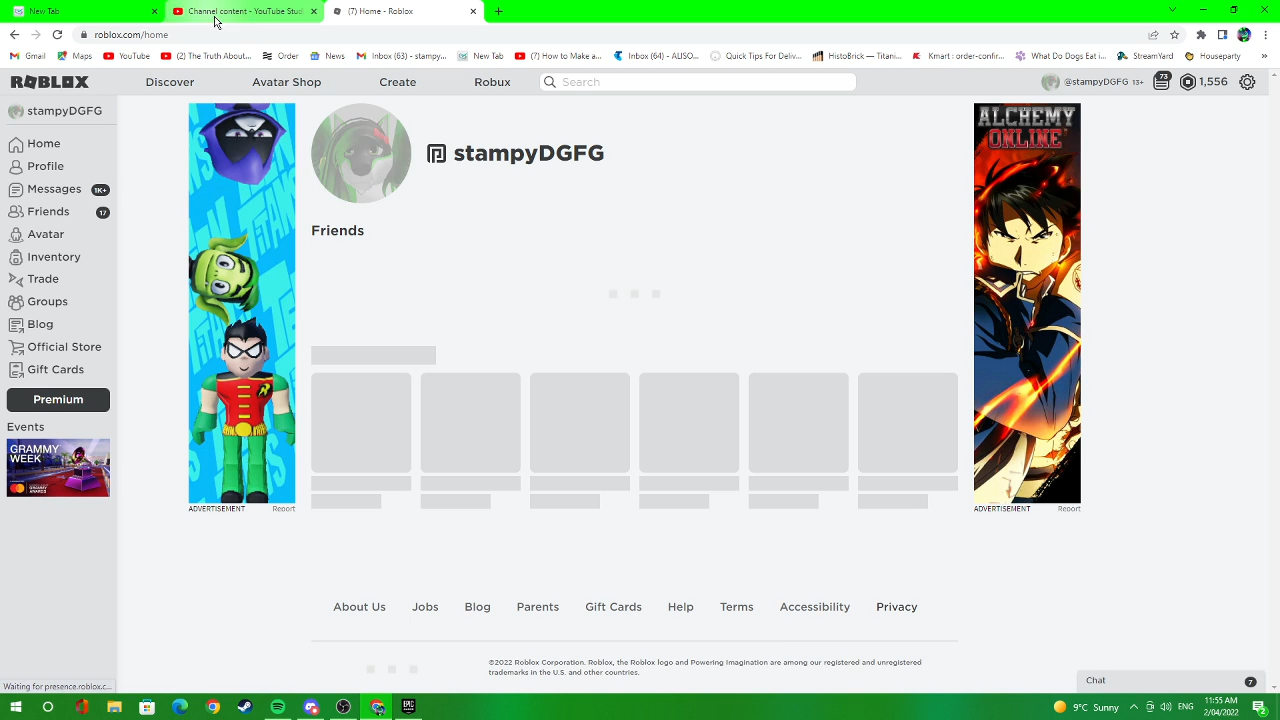 New Tab
Channel content - YouTube Stud
(7) Home - Roblox
roblox.com/home
Gmail
Maps
YouTube
(2) The Truth About...
Order
News
Inbox (63) - stampy...
New Tab
(7) How to Make a...
Inbox (64) - ALISO...
Quick Tips For Deliv...
HistoBrick — Titani...
Kmart : order-confir...
What Do Dogs Eat i...
StreamYard
Houseparty
ROBLOX
Discover
Avatar Shop
Create
Robux
Search
@stampyDGFG 13+
73
1,556
stampyDGFG
Home
Profile
Messages
1K+
Friends
17
Avatar
Inventory
Trade
Groups
Blog
Official Store
Gift Cards
Premium
Events
GRAMMY
WEEK
stampyDGFG
Friends
ALCHEMY
ONLINE
ADVERTISEMENT
Report
ADVERTISEMENT
Report
About Us
Jobs
Blog
Parents
Gift Cards
Help
Terms
Accessibility
Privacy
©2022 Roblox Corporation. Roblox, the Roblox logo and Powering Imagination are among our registered and unregistered
trademarks in the U.S. and other countries.
Waiting for presence.roblox.c...
Chat
7
EPIC
9°C Sunny
ENG
11:55 AM
2/04/2022
2